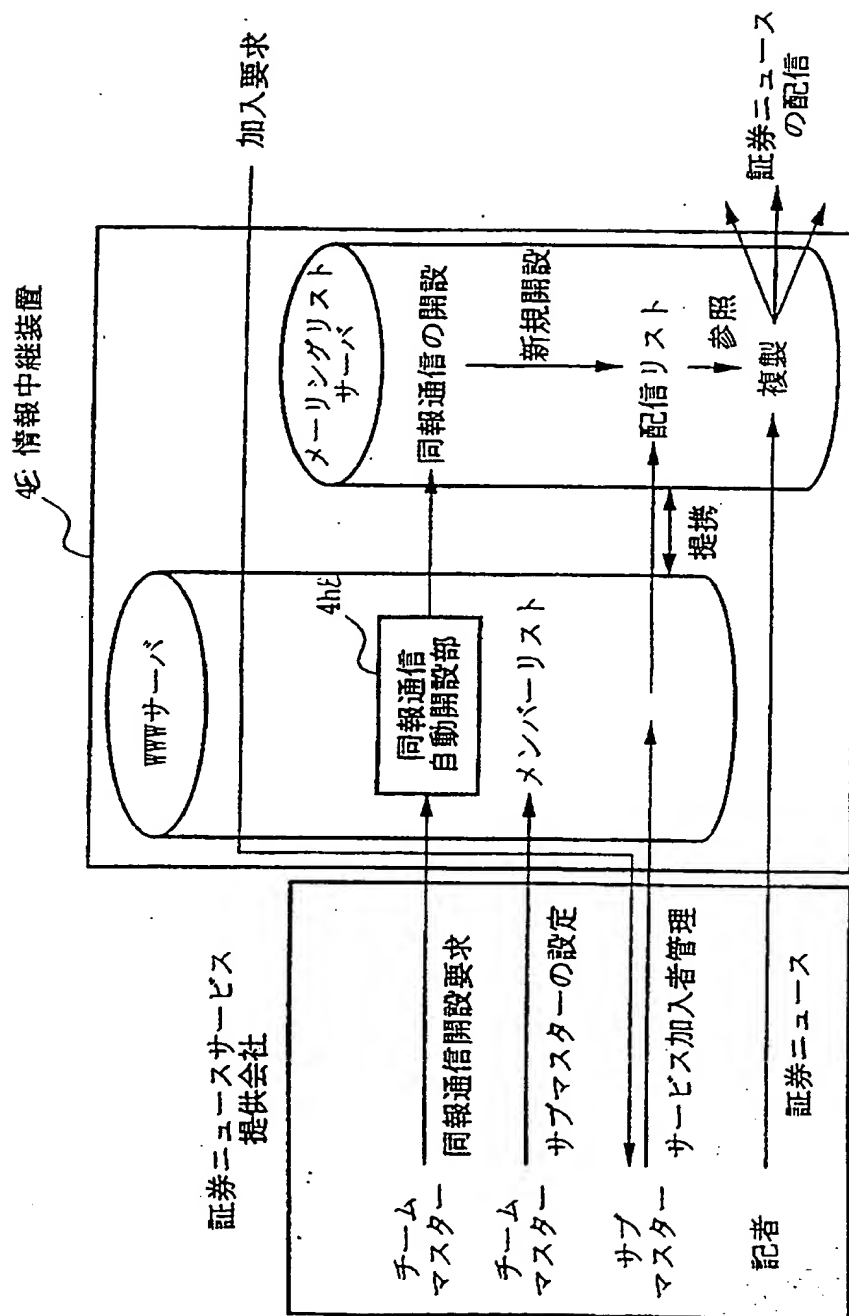 4E: 情報中継装置
証券ニュースサービス
提供会社
WWWサーバ
メーリングリスト
サーバ
加入要求
4hE
チーム
マスター
同報通信開設要求
同報通信
自動開設部
同報通信の開設
新規開設
チーム
マスター
サブマスターの設定
メンバーリスト
サブ
マスター
サービス加入者管理
配信リスト
提携
参照
記者
証券ニュース
複製
証券ニュース
の配信